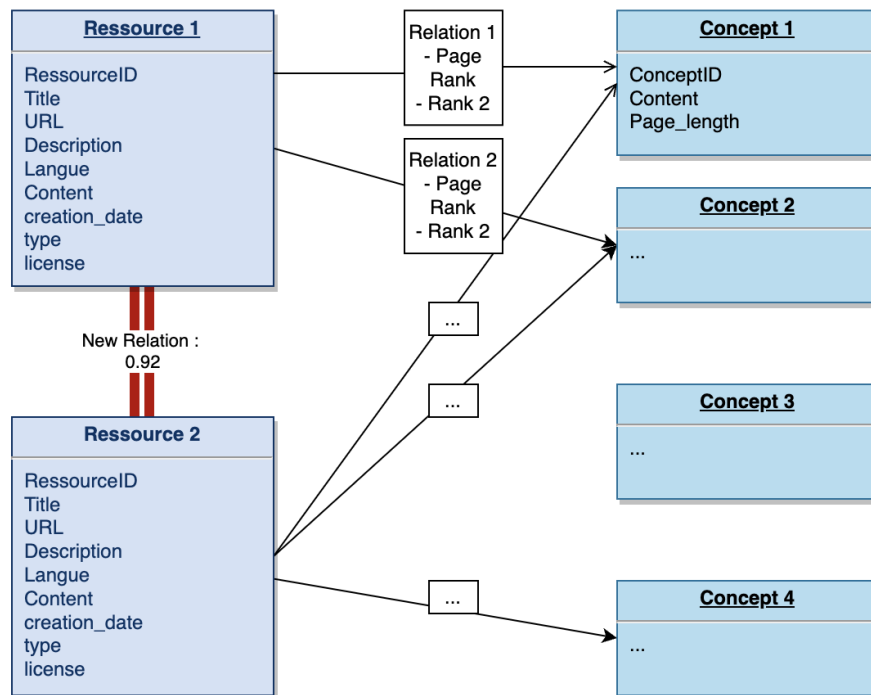 Ressource 1
RessourceID
Title
URL
Description
Langue
Content
creation_date
type
license
Relation 1
- Page
Rank
- Rank 2
Relation 2
- Page
Rank
- Rank 2
Concept 1
ConceptID
Content
Page_length
Concept 2
...
...
...
New Relation :
0.92
Concept 3
...
Ressource 2
RessourceID
Title
URL
Description
Langue
Content
creation_date
type
license
...
Concept 4
...